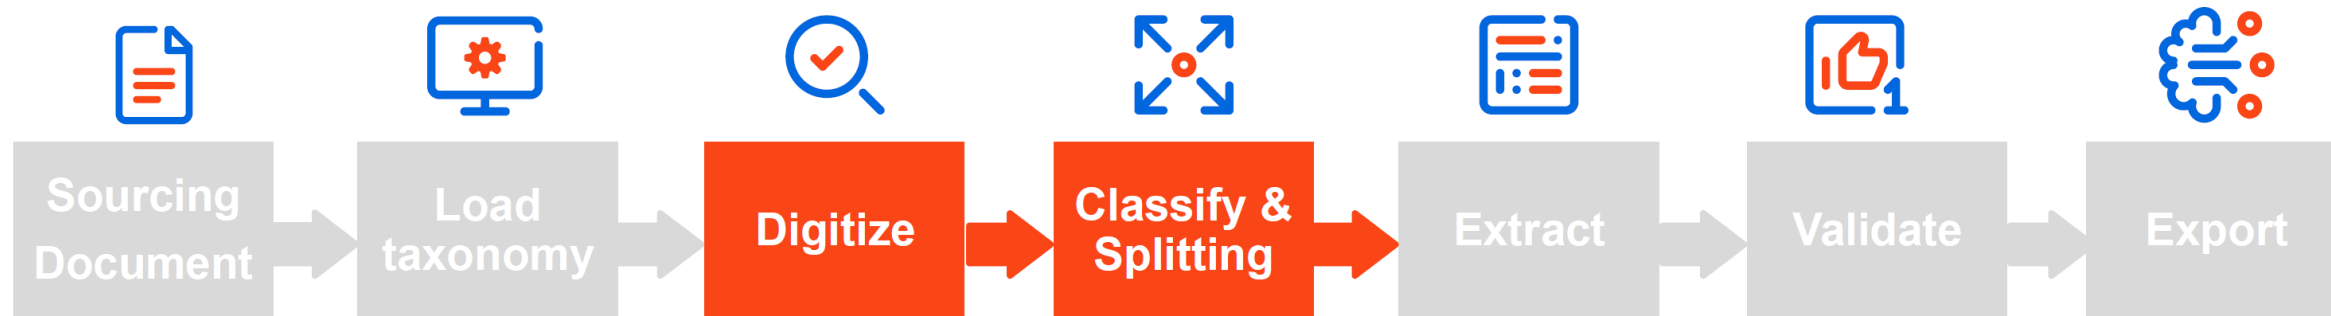 Sourcing
Document
Load
taxonomy
Digitize
Classify &
Splitting
Extract
Validate
Export